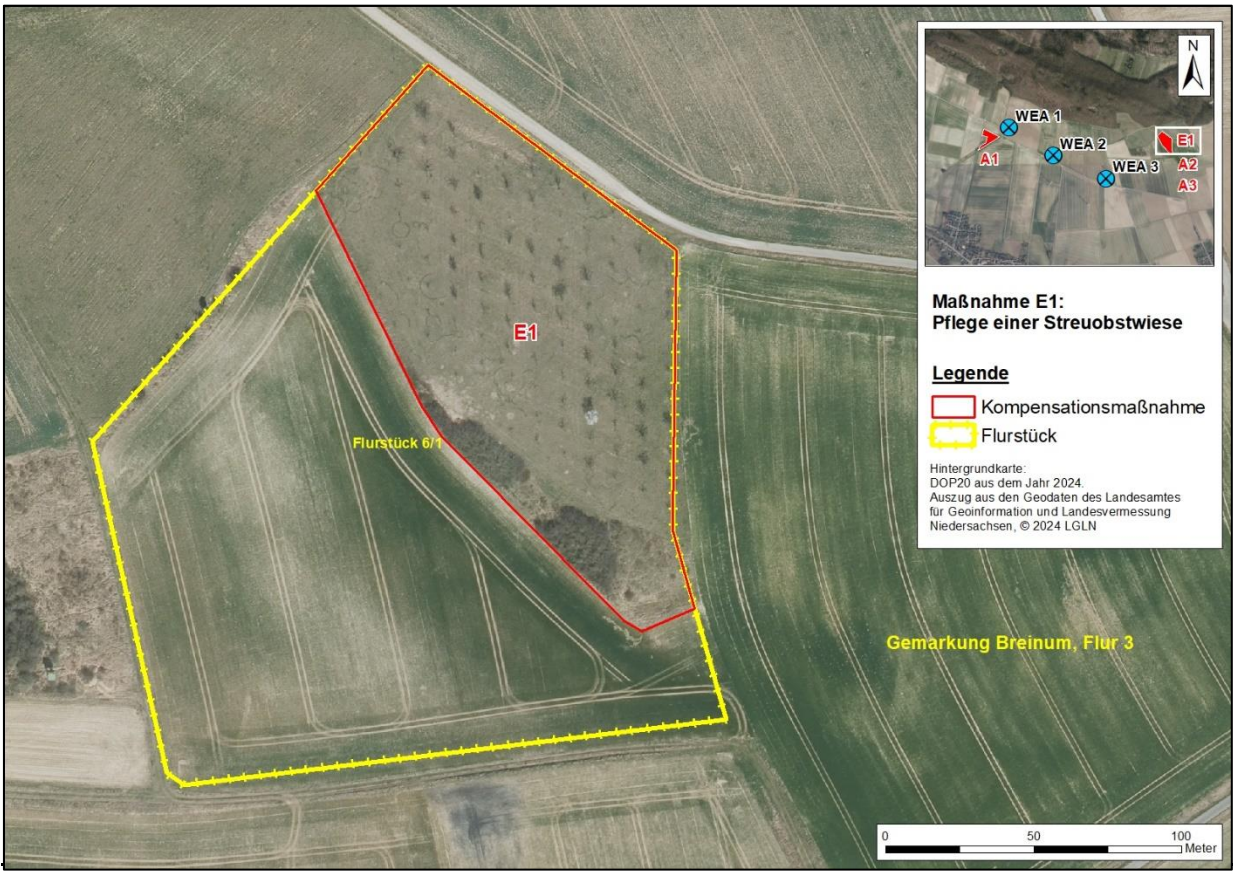 N
WEA 1
WEA 2
WEA 3
A1
E1
A2
A3
Maßnahme E1:
Pflege einer Streuobstwiese
Legende
Kompensationsmaßnahme
Flurstück
Hintergrundkarte:
DOP20 aus dem Jahr 2024.
Auszug aus den Geodaten des Landesamtes
für Geoinformation und Landesvermessung
Niedersachsen, © 2024 LGLN
E1
Flurstück 6/1
Gemarkung Breinum, Flur 3
0 50 100
Meter